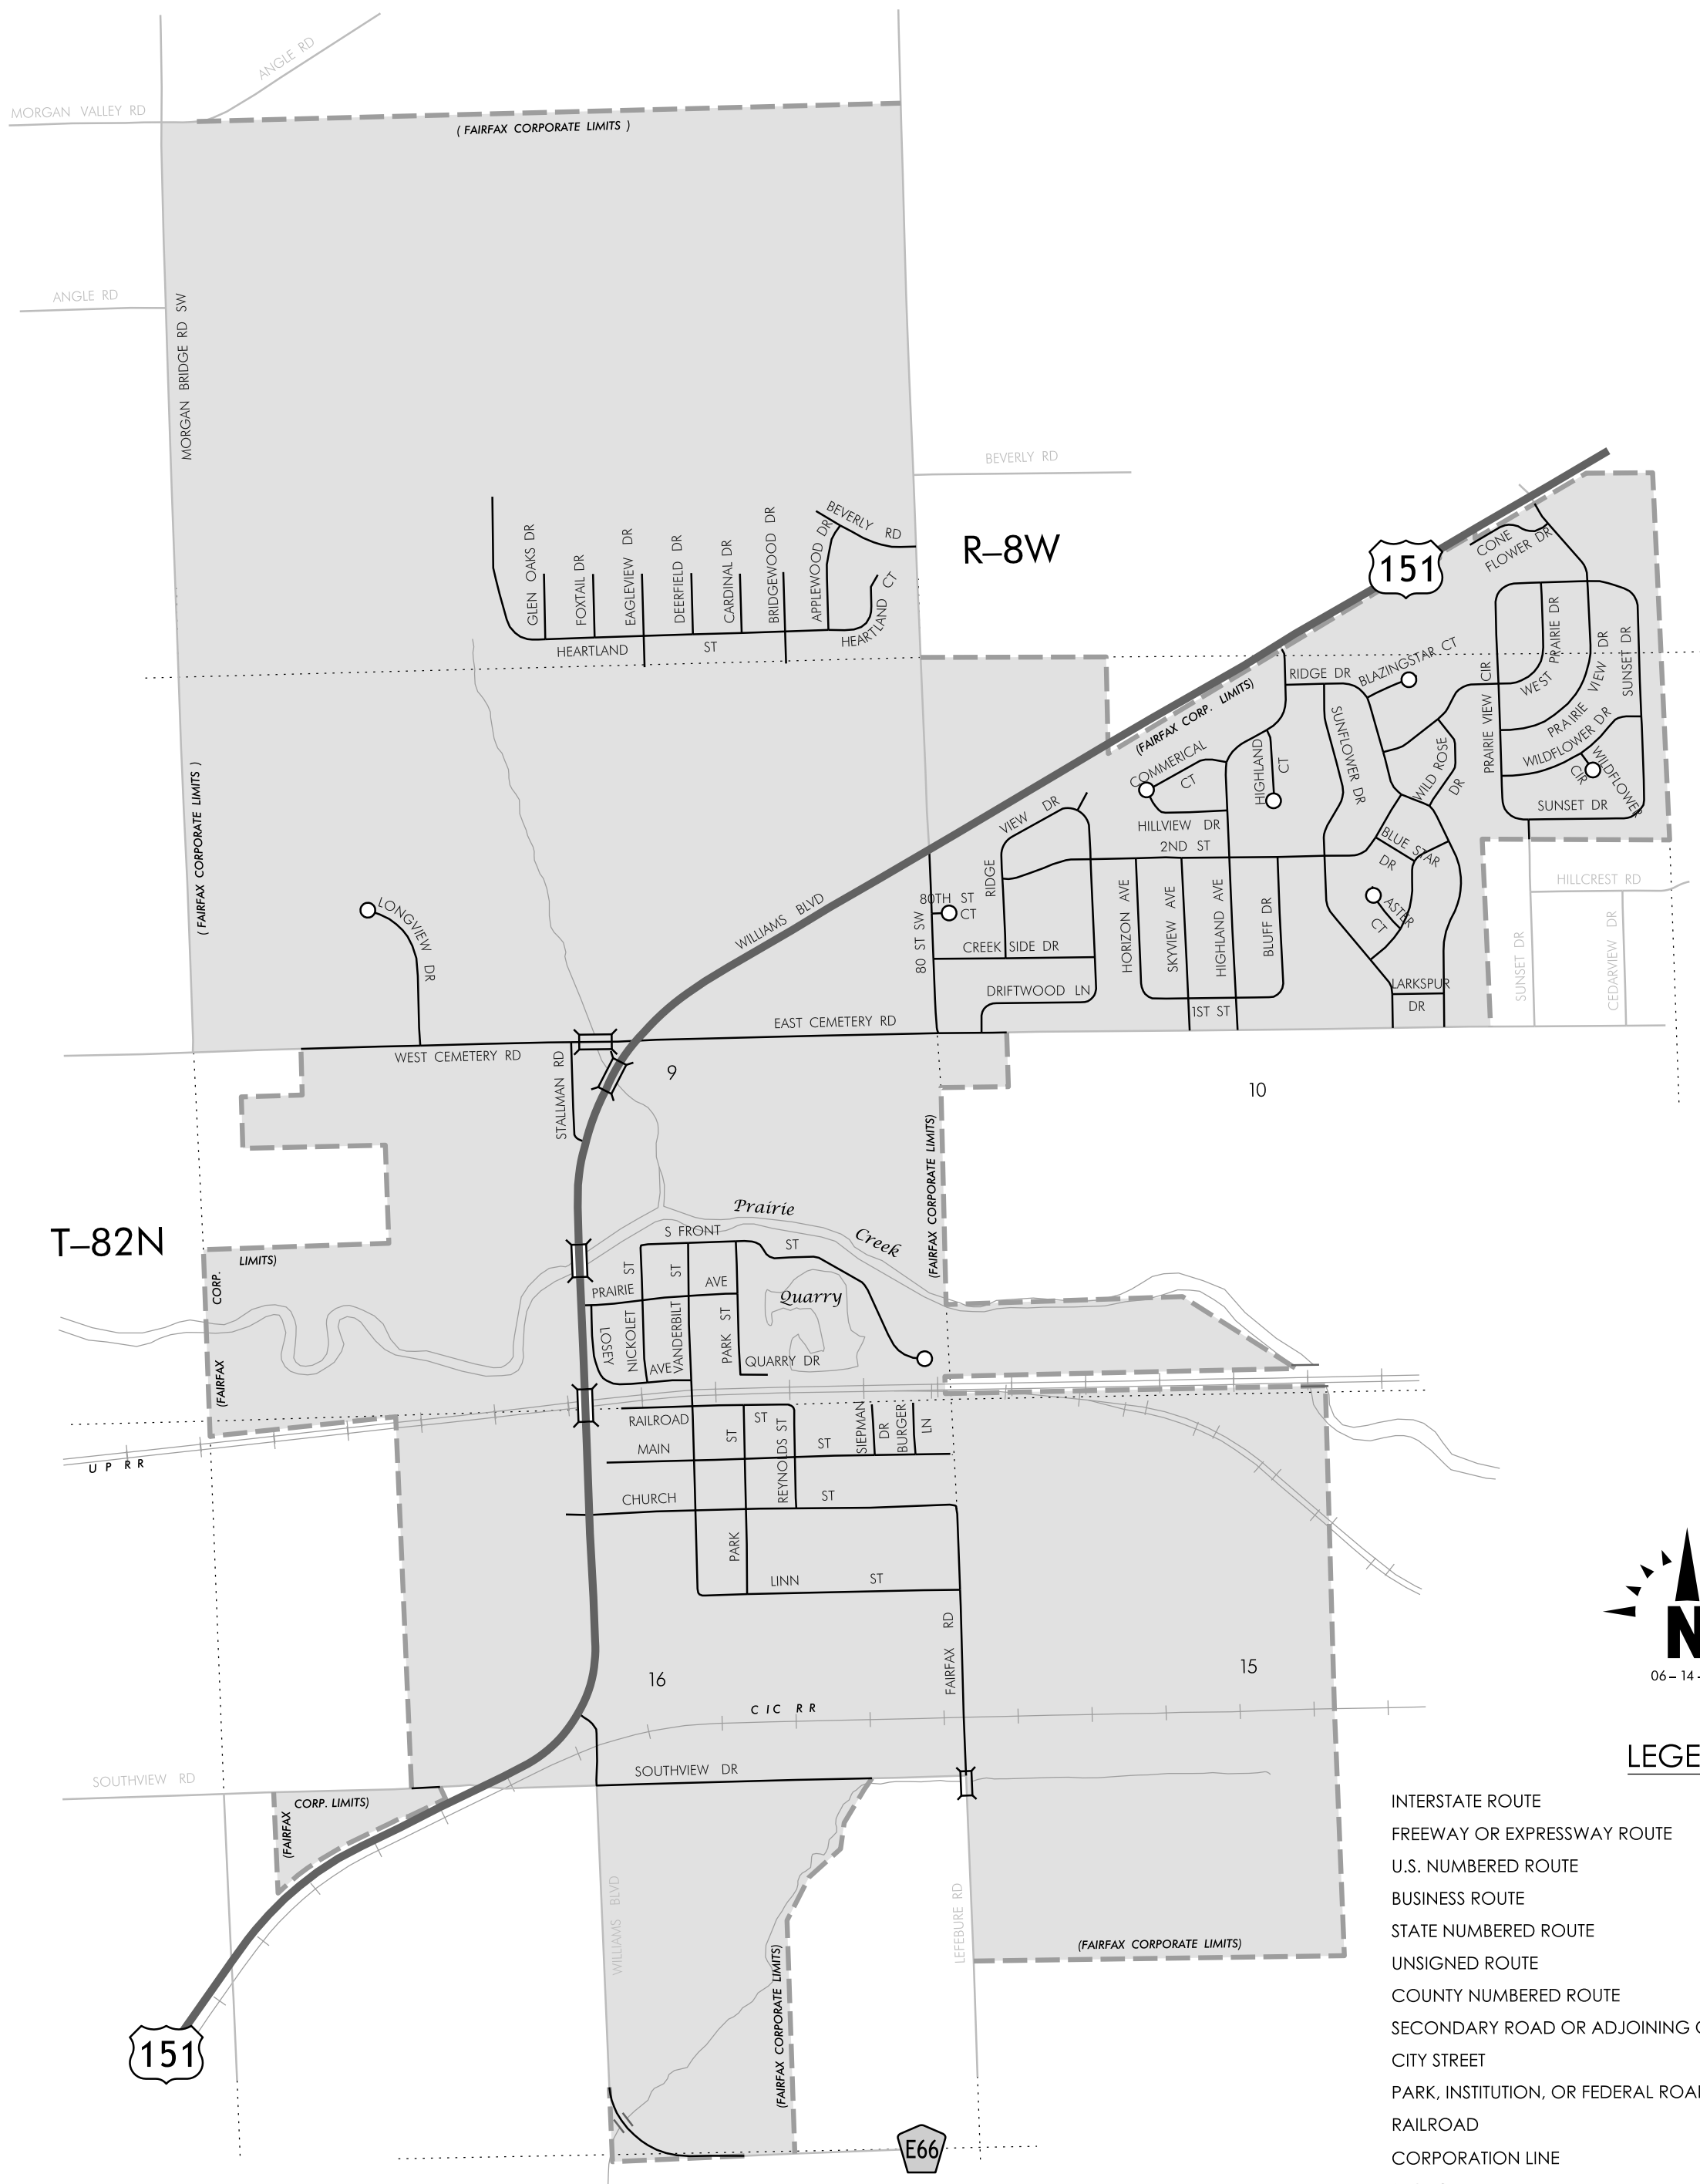 ANGLE RD
MORGAN VALLEY RD
( FAIRFAX CORPORATE LIMITS )
ANGLE RD
MORGAN BRIDGE RD SW
BEVERLY RD
R–8W
151
GLEN OAKS DR
FOXTAIL DR
EAGLEVIEW DR
DEERFIELD DR
CARDINAL DR
BRIDGEWOOD DR
APPLEWOOD DR
BEVERLY RD
HEARTLAND CT
HEARTLAND ST
CONE
FLOWER DR
RIDGE DR
BLAZINGSTAR CT
SUNFLOWER DR
WEST PRAIRIE DR
PRAIRIE VIEW DR
SUNSET DR
PRAIRIE VIEW CIR
WILDFLOWER DR
WILDFLOWER
CIR
SUNSET DR
WILD ROSE
DR
(FAIRFAX CORP. LIMITS)
COMMERICAL
CT
HIGHLAND
CT
HILLVIEW DR
2ND ST
BLUE STAR
DR
ASTER
CT
LARKSPUR
DR
HILLCREST RD
SUNSET DR
CEDARVIEW DR
RIDGE VIEW DR
HORIZON AVE
SKYVIEW AVE
HIGHLAND AVE
BLUFF DR
1ST ST
80TH ST
CT
80 ST SW
CREEK SIDE DR
DRIFTWOOD LN
( FAIRFAX CORPORATE LIMITS )
LONGVIEW DR
WILLIAMS BLVD
EAST CEMETERY RD
WEST CEMETERY RD
STALLMAN RD
9
10
(FAIRFAX CORPORATE LIMITS)
T–82N
(FAIRFAX
CORP.
LIMITS)
Prairie
Creek
S FRONT
ST
PRAIRIE AVE
LOSEY
AVE
NICKOLET ST
VANDERBILT ST
PARK ST
Quarry
QUARRY DR
U P R R
RAILROAD ST
MAIN ST
CHURCH ST
PARK ST
REYNOLDS ST
SIEPMAN
DR
BURGER
LN
LINN ST
FAIRFAX RD
16
15
C I C R R
SOUTHVIEW RD
SOUTHVIEW DR
(FAIRFAX
CORP. LIMITS)
WILLIAMS BLVD
(FAIRFAX CORPORATE LIMITS)
LEFEBURE RD
(FAIRFAX CORPORATE LIMITS)
151
E66
N
06 – 14 –
LEGE
INTERSTATE ROUTE
FREEWAY OR EXPRESSWAY ROUTE
U.S. NUMBERED ROUTE
BUSINESS ROUTE
STATE NUMBERED ROUTE
UNSIGNED ROUTE
COUNTY NUMBERED ROUTE
SECONDARY ROAD OR ADJOINING
CITY STREET
PARK, INSTITUTION, OR FEDERAL ROA
RAILROAD
CORPORATION LINE